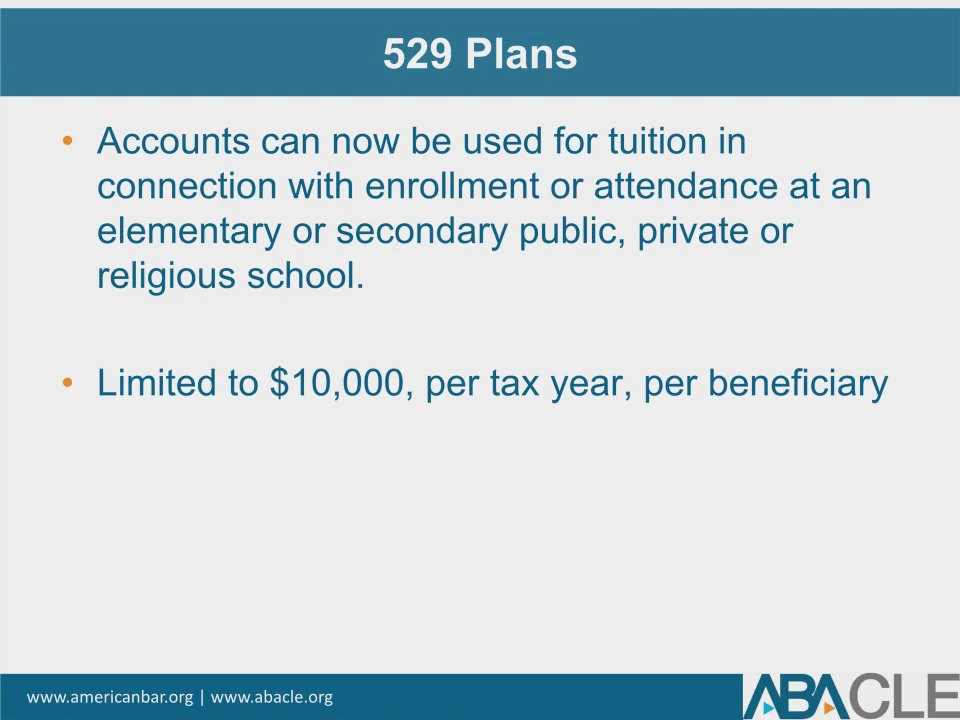 529 Plans
• Accounts can now be used for tuition in
connection with enrollment or attendance at an
elementary or secondary public, private or
religious school.
• Limited to $10,000, per tax year, per beneficiary
www.americanbar.org | www.abacle.org
ABACLE